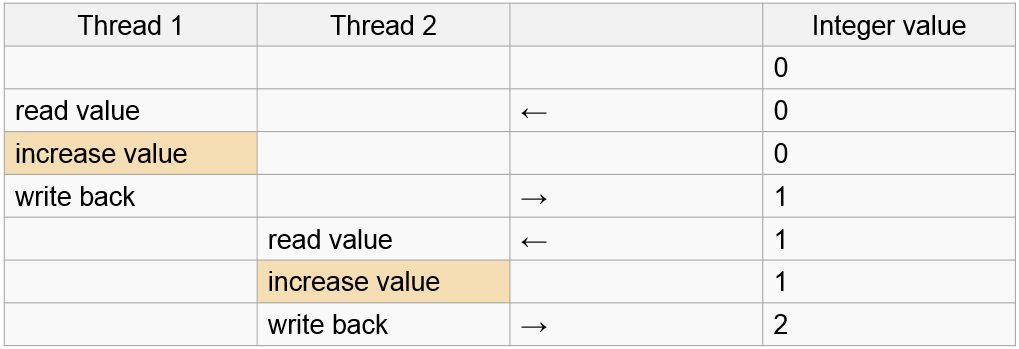 Thread 1 Thread 2 Integer value
0
read value ← 0
increase value 0
write back → 1
read value ← 1
increase value 1
write back → 2